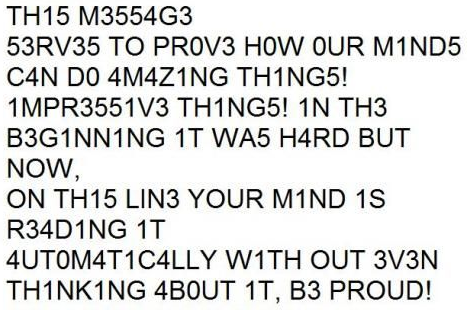 TH15 M3554G3
53RV35 TO PR0V3 H0W 0UR M1ND5
C4N D0 4M4Z1NG TH1NG5!
1MPR3551V3 TH1NG5! 1N TH3
B3G1NN1NG 1T WA5 H4RD BUT
NOW,
ON TH15 LIN3 YOUR M1ND 1S
R34D1NG 1T
4UT0M4T1C4LLY W1TH OUT 3V3N
TH1NK1NG 4B0UT 1T, B3 PROUD!